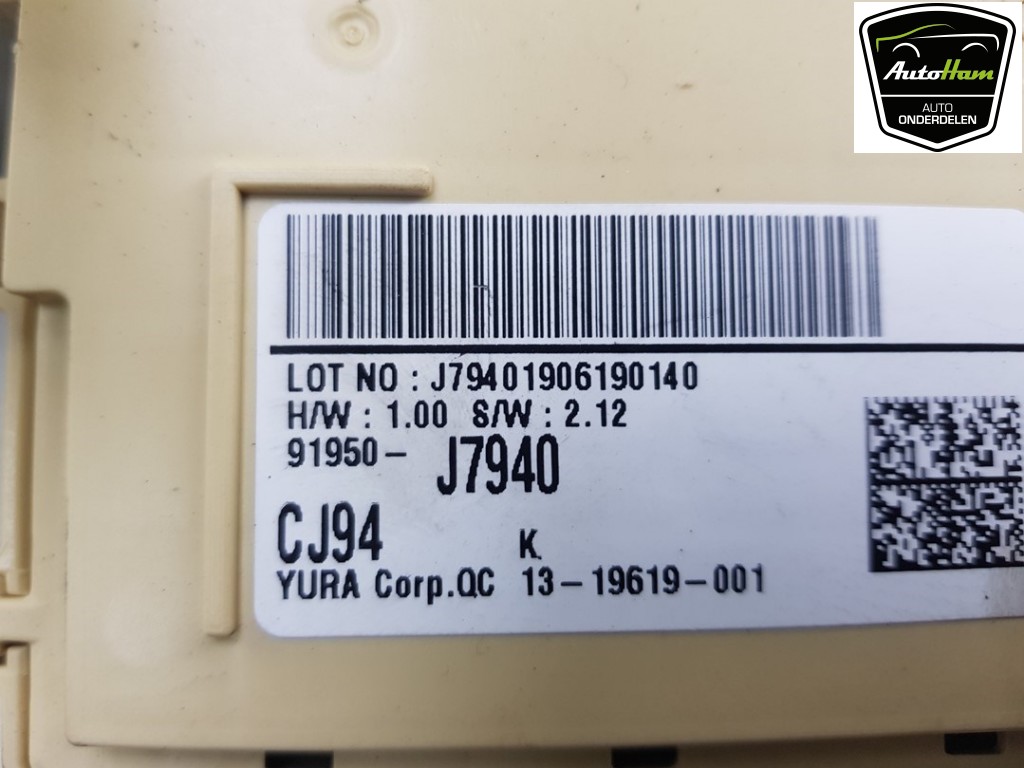 AutoHam
AUTO
ONDERDELEN
LOT NO : J79401906190140
H/W : 1.00 S/W : 2.12
91950- J7940
CJ94 K
YURA Corp.QC 13-19619-001